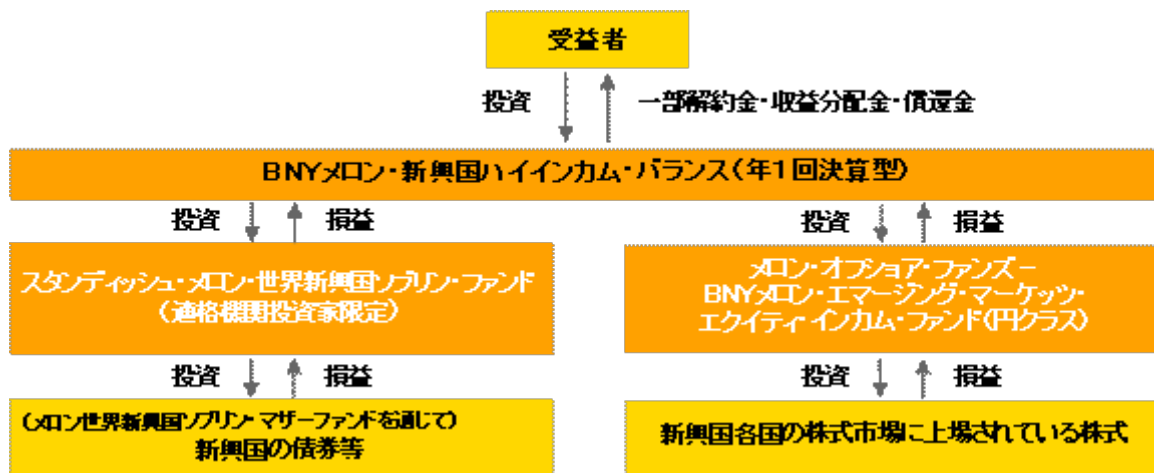 受益者
投資
一部解約金・収益分配金・償還金
BNYメロン・新興国ハイインカム・バランス（年1回決算型）
投資
損益
投資
損益
スタンディッシュ・メロン・世界新興国ソブリン・ファンド
（適格機関投資家限定）
メロン・オフショア・ファンズ－
BNYメロン・エマージング・マーケッツ・
エクイティ・インカム・ファンド（円クラス）
投資
損益
投資
損益
（メロン世界新興国ソブリン・マザーファンドを通じて）
新興国の債券等
新興国各国の株式市場に上場されている株式